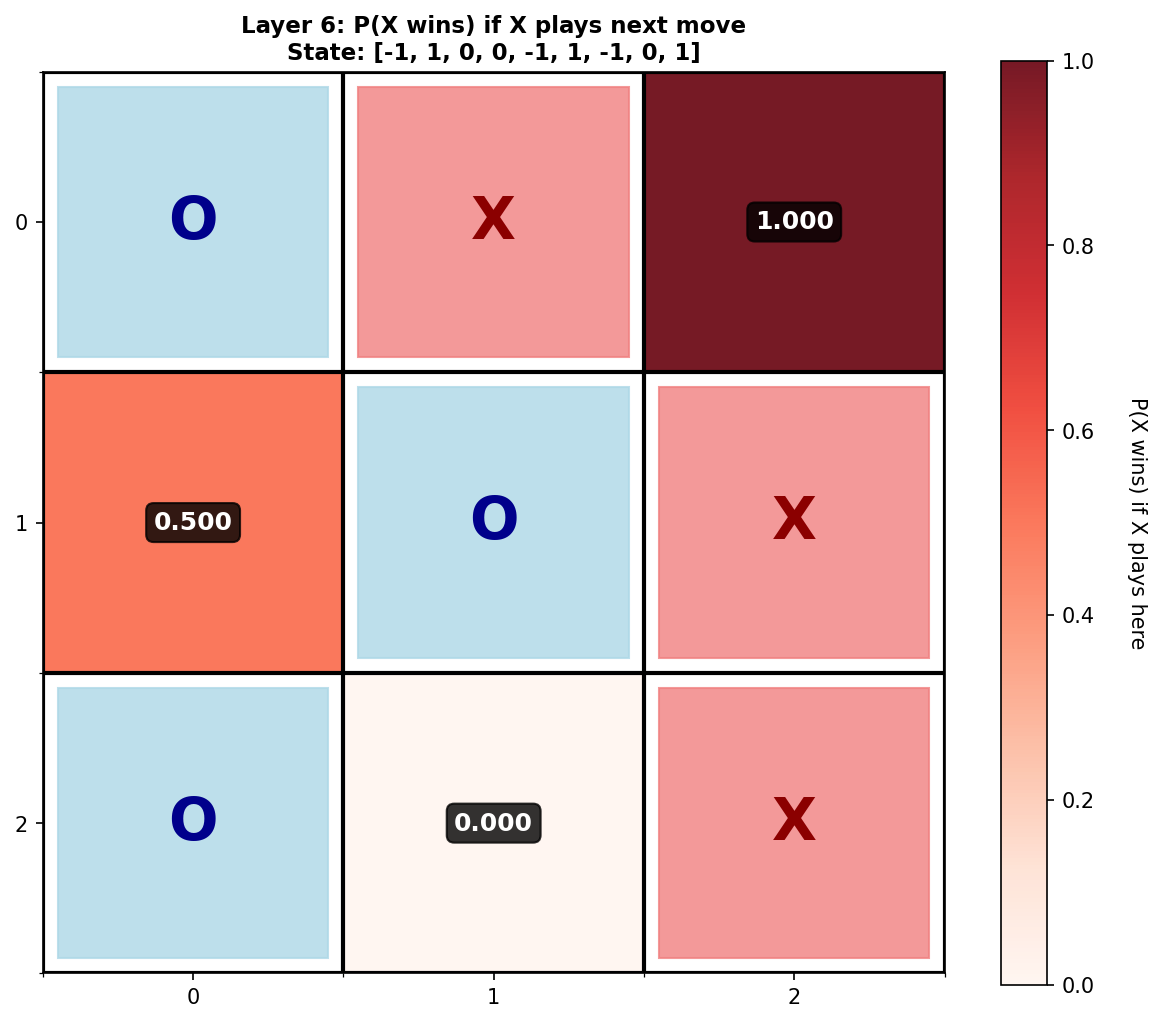 Layer 6: P(X wins) if X plays next move
State: [-1, 1, 0, 0, -1, 1, -1, 0, 1]
0
O
X
1.000
1
0.500
O
X
2
O
0.000
X
0
1
2
1.0
0.8
0.6
0.4
0.2
0.0
P(X wins) if X plays here